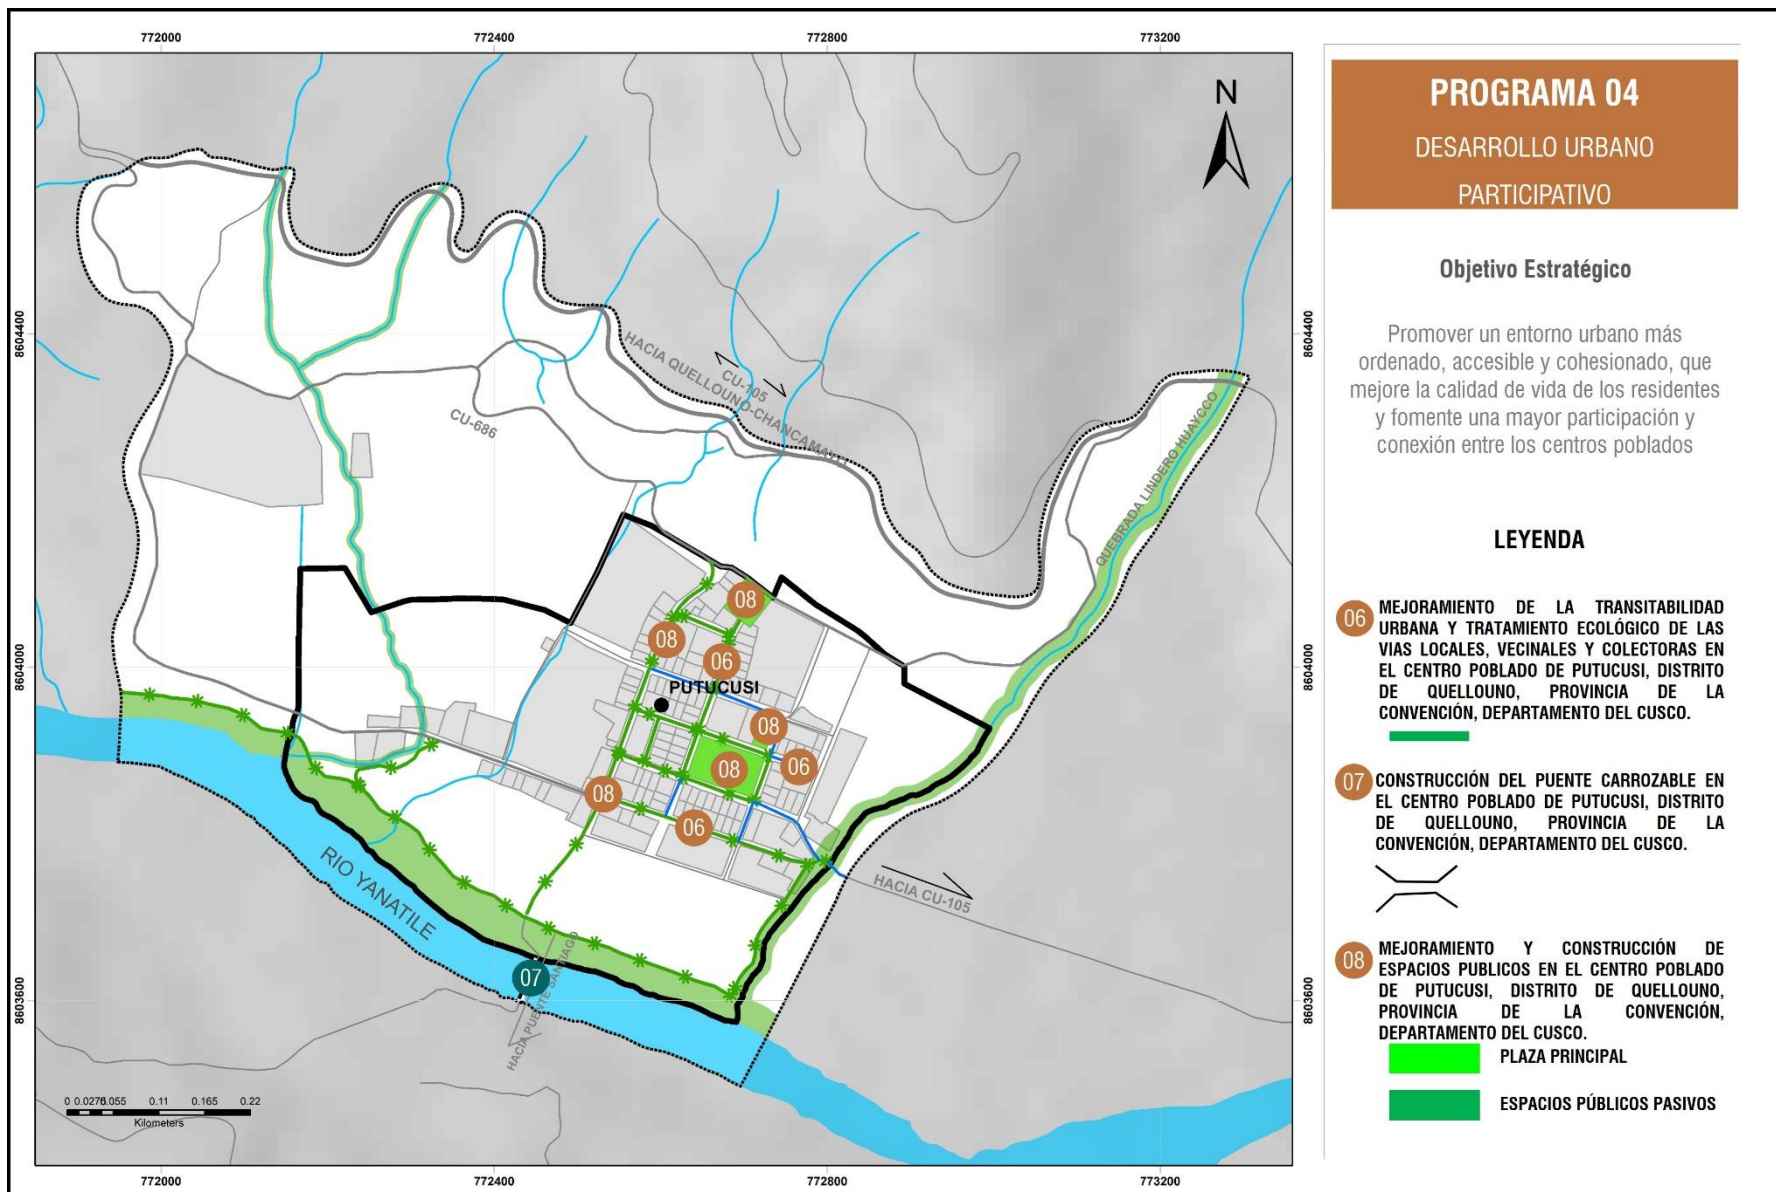 772000
772400
772800
773200
8604400
8604000
8603600
8604400
8604000
8603600
N
HACIA QUELLOUNO-CHANCAMAYO
CU-105
CU-686
QUEBRADA LINDERO HUAYCCO
08
08
06
PUTUCUSI
08
06
08
08
06
HACIA CU-105
RIO YANATILE
07
HACIA PUENTE SANTIAGO
0 0.0275 0.055 0.11 0.165 0.22
Kilometers
772000
772400
772800
773200
PROGRAMA 04
DESARROLLO URBANO
PARTICIPATIVO
Objetivo Estratégico
Promover un entorno urbano más
ordenado, accesible y cohesionado, que
mejore la calidad de vida de los residentes
y fomente una mayor participación y
conexión entre los centros poblados
LEYENDA
06
MEJORAMIENTO DE LA TRANSITABILIDAD
URBANA Y TRATAMIENTO ECOLÓGICO DE LAS
VIAS LOCALES, VECINALES Y COLECTORAS EN
EL CENTRO POBLADO DE PUTUCUSI, DISTRITO
DE QUELLOUNO, PROVINCIA DE LA
CONVENCIÓN, DEPARTAMENTO DEL CUSCO.
07
CONSTRUCCIÓN DEL PUENTE CARROZABLE EN
EL CENTRO POBLADO DE PUTUCUSI, DISTRITO
DE QUELLOUNO, PROVINCIA DE LA
CONVENCIÓN, DEPARTAMENTO DEL CUSCO.
08
MEJORAMIENTO Y CONSTRUCCIÓN DE
ESPACIOS PUBLICOS EN EL CENTRO POBLADO
DE PUTUCUSI, DISTRITO DE QUELLOUNO,
PROVINCIA DE LA CONVENCIÓN,
DEPARTAMENTO DEL CUSCO.
PLAZA PRINCIPAL
ESPACIOS PÚBLICOS PASIVOS